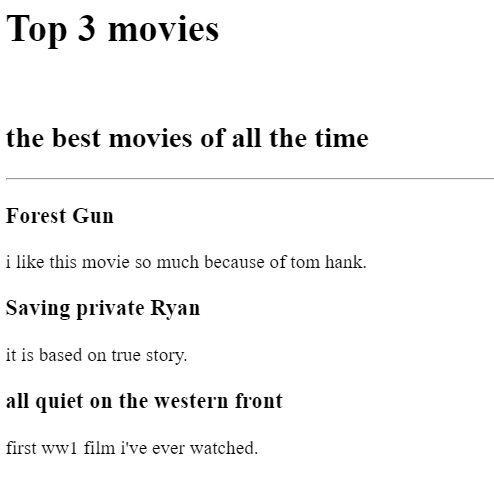 Top 3 movies
the best movies of all the time
Forest Gun
i like this movie so much because of tom hank.
Saving private Ryan
it is based on true story.
all quiet on the western front
first ww1 film i've ever watched.